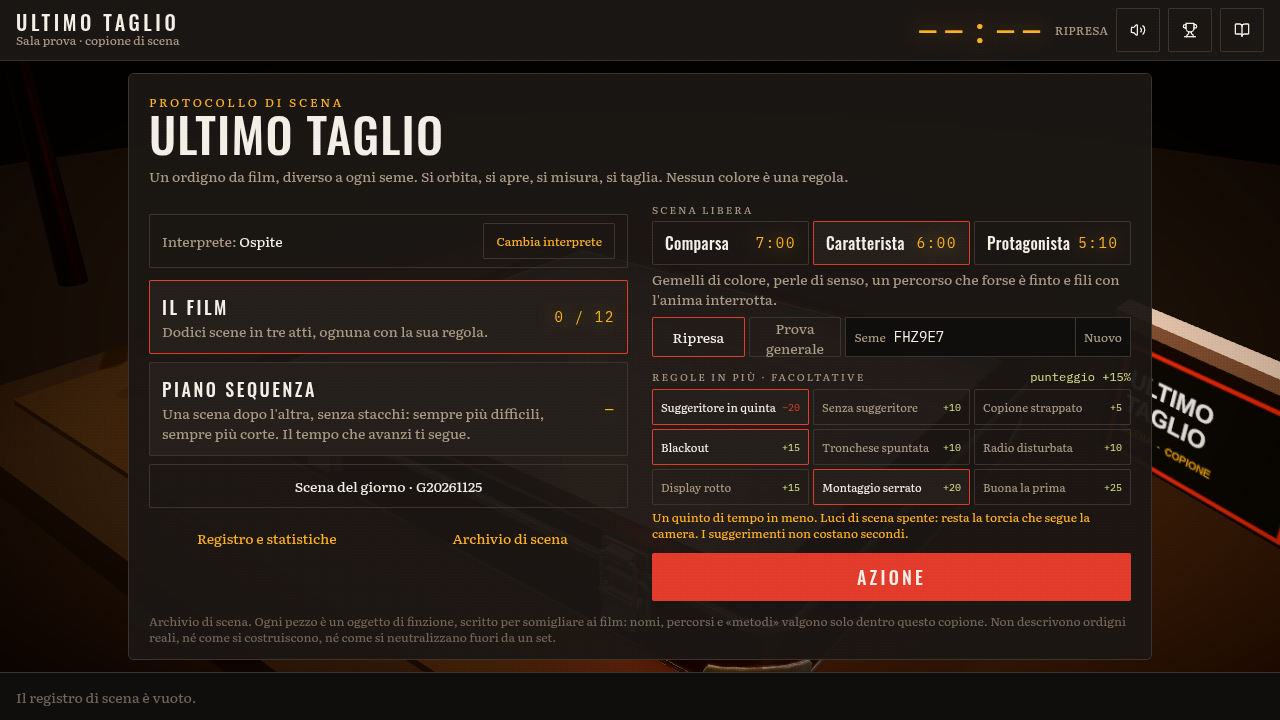 ULTIMO TAGLIO
Sala prova · copione di scena
––:––
RIPRESA
PROTOCOLLO DI SCENA
ULTIMO TAGLIO
Un ordigno da film, diverso a ogni seme. Si orbita, si apre, si misura, si taglia. Nessun colore è una regola.
Interprete: Ospite
Cambia interprete
IL FILM
Dodici scene in tre atti, ognuna con la sua regola.
0 / 12
PIANO SEQUENZA
Una scena dopo l'altra, senza stacchi: sempre più difficili,
sempre più corte. Il tempo che avanzi ti segue.
–
Scena del giorno · G20261125
Registro e statistiche
Archivio di scena
SCENA LIBERA
Comparsa 7:00
Caratterista 6:00
Protagonista 5:10
Gemelli di colore, perle di senso, un percorso che forse è finto e fili con
l'anima interrotta.
Ripresa
Prova
generale
Seme FHZ9E7
Nuovo
REGOLE IN PIÙ · FACOLTATIVE
punteggio +15%
Suggeritore in quinta −20
Senza suggeritore +10
Copione strappato +5
Blackout +15
Tronchese spuntata +10
Radio disturbata +10
Display rotto +15
Montaggio serrato +20
Buona la prima +25
Un quinto di tempo in meno. Luci di scena spente: resta la torcia che segue la
camera. I suggerimenti non costano secondi.
AZIONE
Archivio di scena. Ogni pezzo è un oggetto di finzione, scritto per somigliare ai film: nomi, percorsi e «metodi» valgono solo dentro questo copione. Non descrivono ordigni
reali, né come si costruiscono, né come si neutralizzano fuori da un set.
ULTIMO
TAGLIO
· COPIONE
Il registro di scena è vuoto.